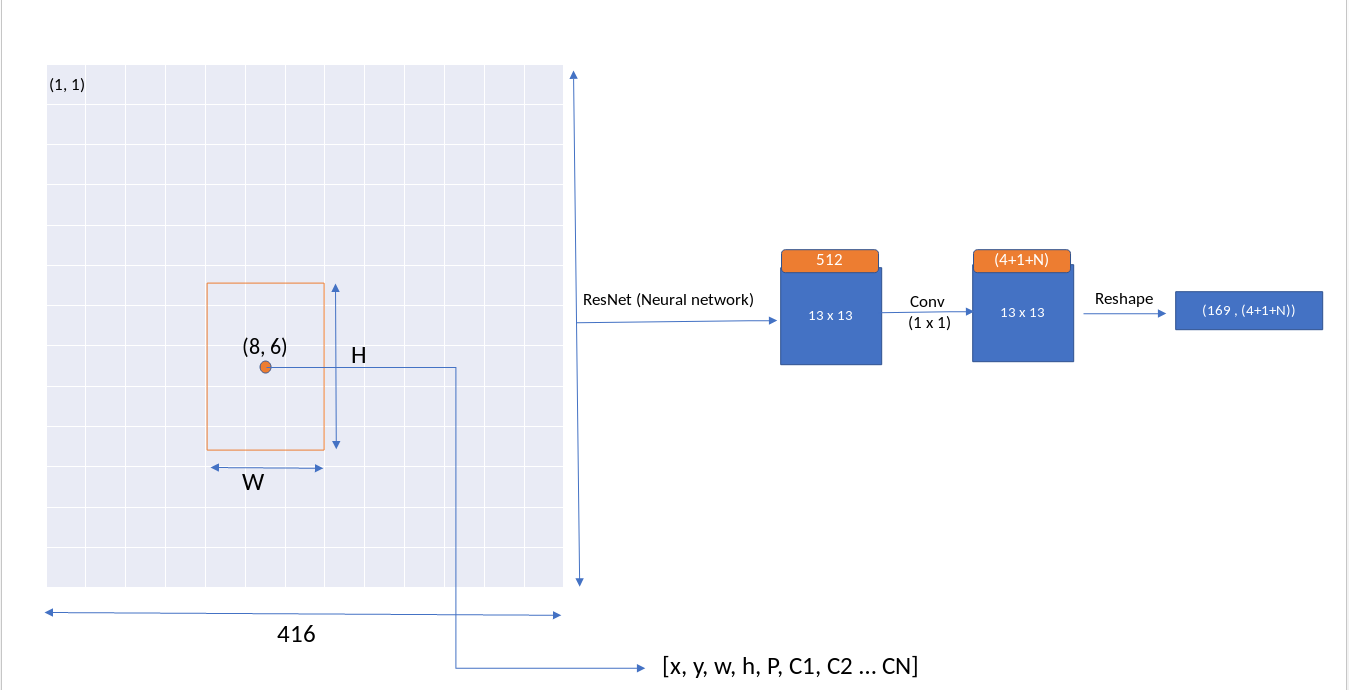 (1, 1)
(8, 6)
H
W
416
ResNet (Neural network)
512
13 x 13
Conv
(1 x 1)
(4+1+N)
13 x 13
Reshape
(169 , (4+1+N))
[x, y, w, h, P, C1, C2 ... CN]